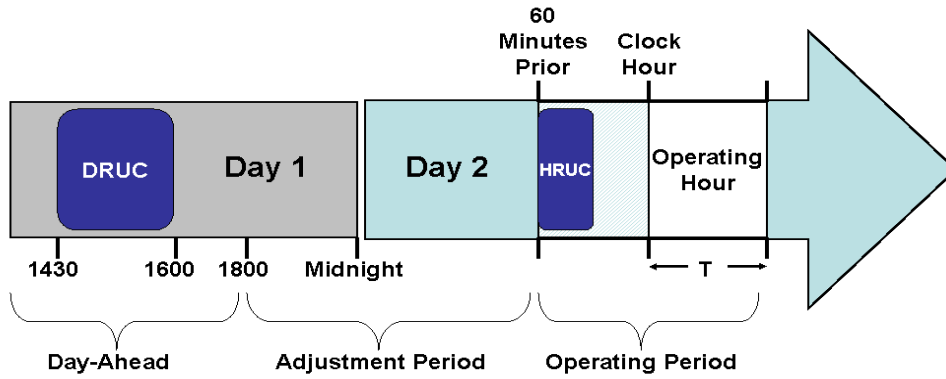 60
Minutes
Prior
Clock
Hour
DRUC
Day 1
Day 2
HRUC
Operating
Hour
1430
1600
1800
Midnight
T
Day-Ahead
Adjustment Period
Operating Period